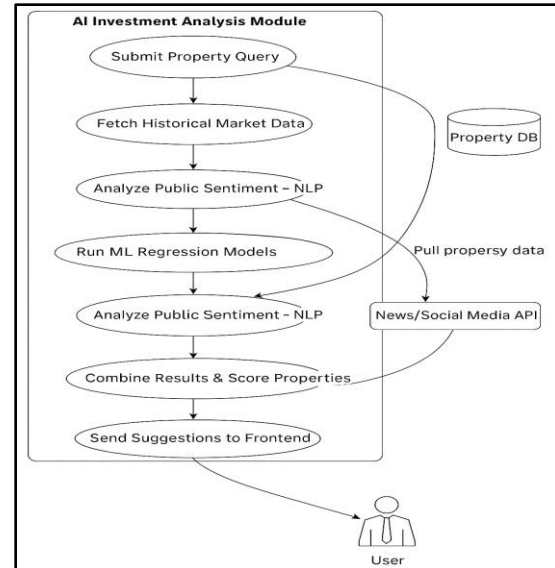 AI Investment Analysis Module
Submit Property Query
Fetch Historical Market Data
Property DB
Analyze Public Sentiment – NLP
Run ML Regression Models
Pull propersy data
Analyze Public Sentiment – NLP
News/Social Media API
Combine Results & Score Properties
Send Suggestions to Frontend
User